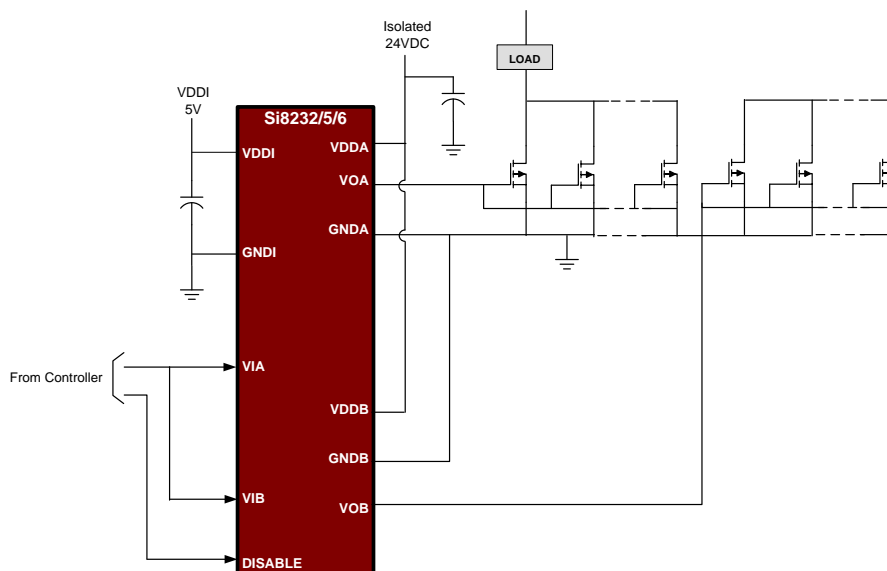 Isolated
24VDC
LOAD
VDDI
5V
Si8232/5/6
VDDA
VDDI
VOA
GNDA
GNDI
From Controller
VIA
VDDB
GNDB
VIB
VOB
DISABLE